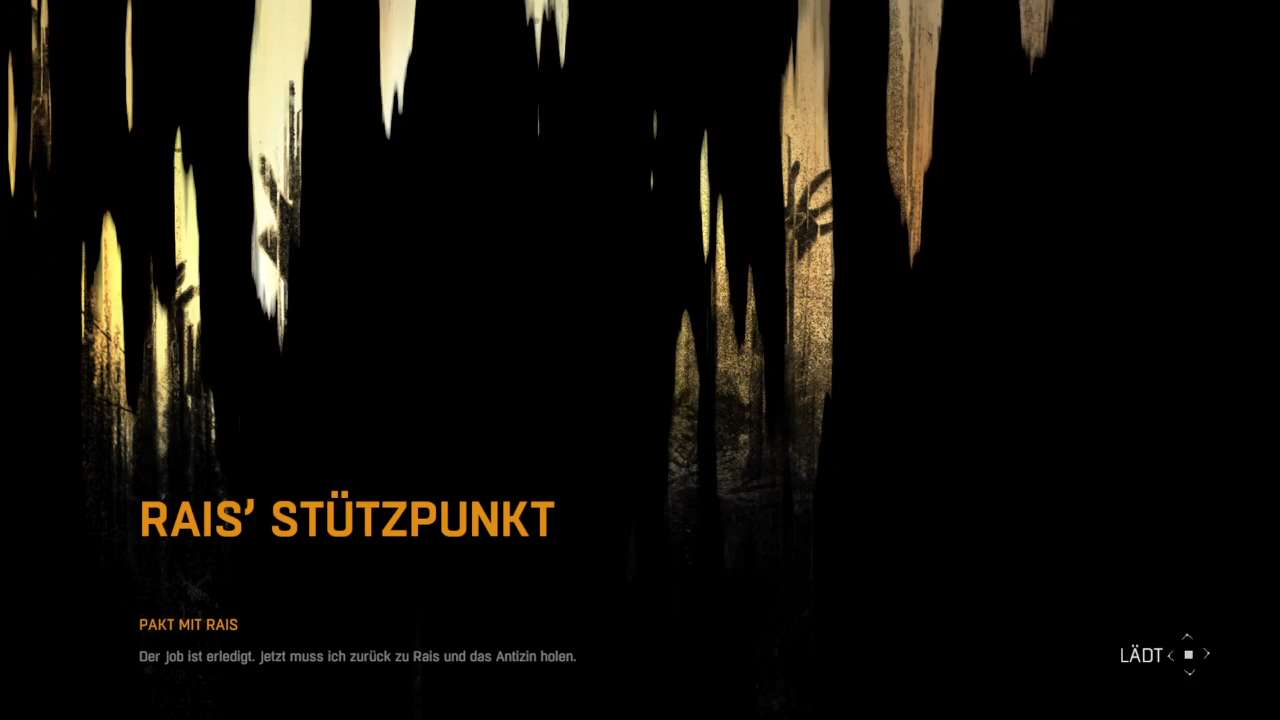 RAIS’ STÜTZPUNKT
PAKT MIT RAIS
Der Job ist erledigt. Jetzt muss ich zurück zu Rais und das Antizin holen.
LÄDT